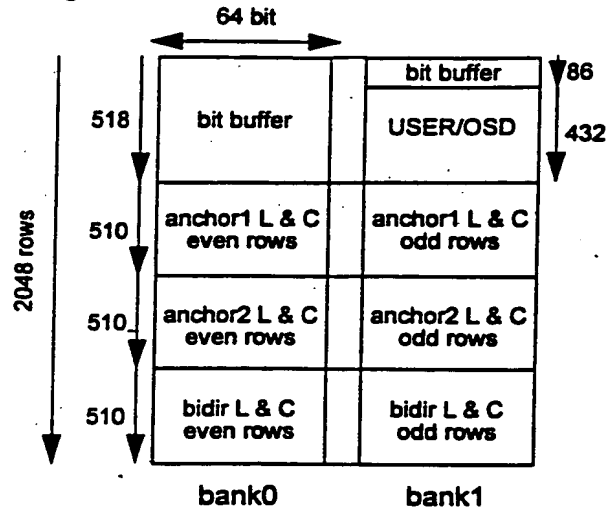 64 bit
bit buffer
86
518
bit buffer
USER/OSD
432
2048 rows
510
anchor1 L & C
even rows
anchor1 L & C
odd rows
510
anchor2 L & C
even rows
anchor2 L & C
odd rows
510
bidir L & C
even rows
bidir L & C
odd rows
bank0
bank1